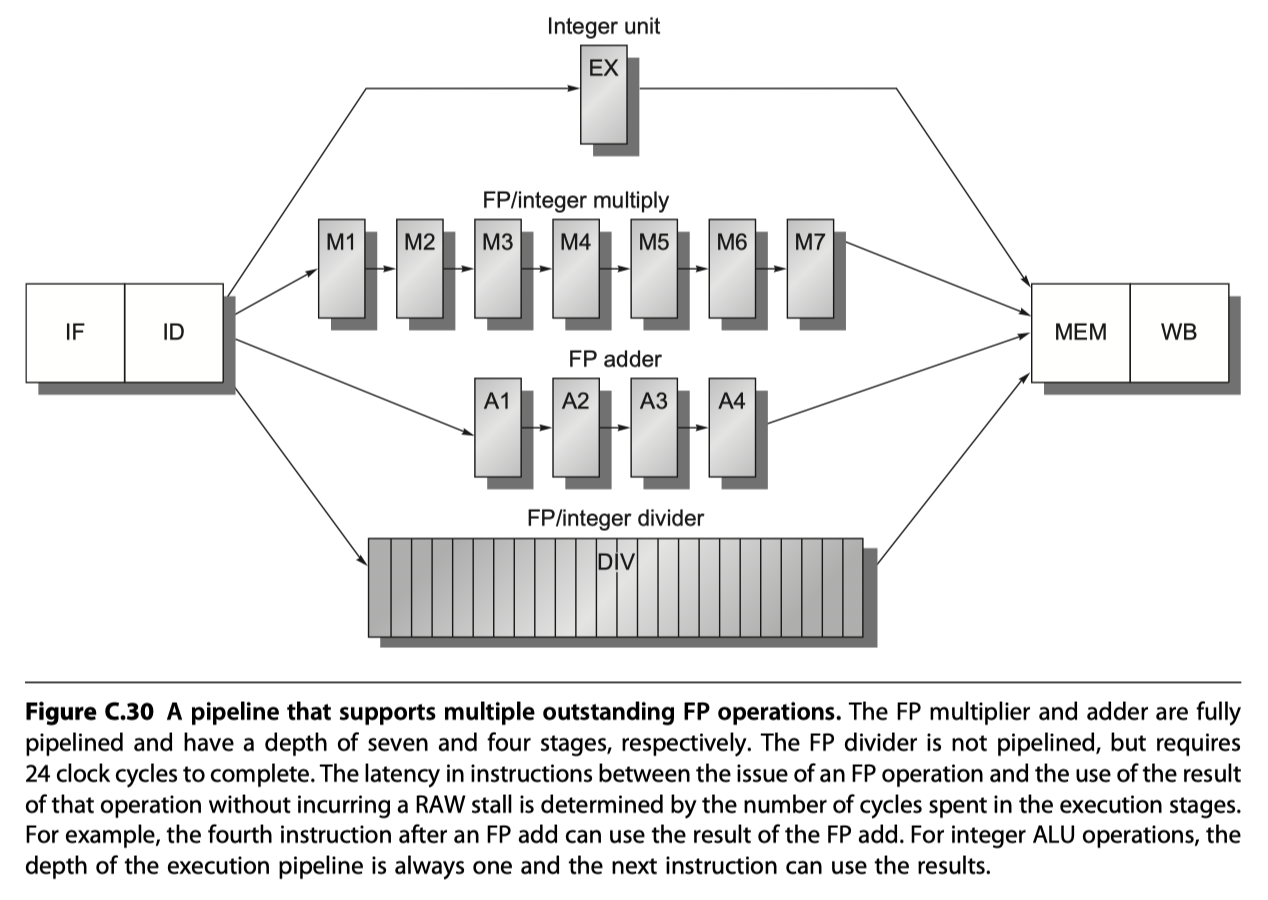 Integer unit
EX
FP/integer multiply
M1 M2 M3 M4 M5 M6 M7
IF ID
MEM WB
FP adder
A1 A2 A3 A4
FP/integer divider
DIV
Figure C.30 A pipeline that supports multiple outstanding FP operations. The FP multiplier and adder are fully
pipelined and have a depth of seven and four stages, respectively. The FP divider is not pipelined, but requires
24 clock cycles to complete. The latency in instructions between the issue of an FP operation and the use of the result
of that operation without incurring a RAW stall is determined by the number of cycles spent in the execution stages.
For example, the fourth instruction after an FP add can use the result of the FP add. For integer ALU operations, the
depth of the execution pipeline is always one and the next instruction can use the results.